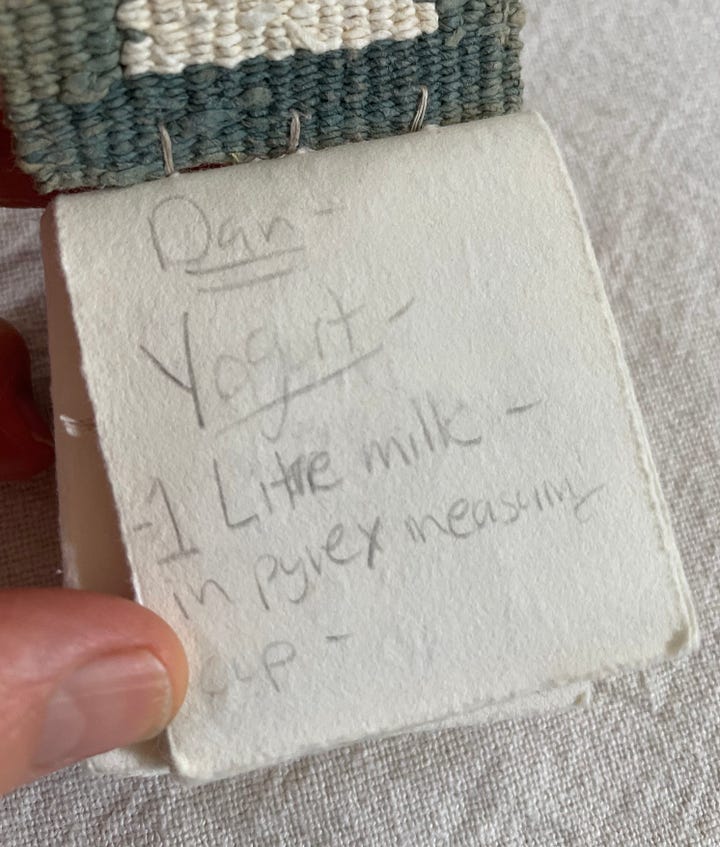 Dan -
Yogurt -
-1 Litre milk -
in pyrex measuring
cup -